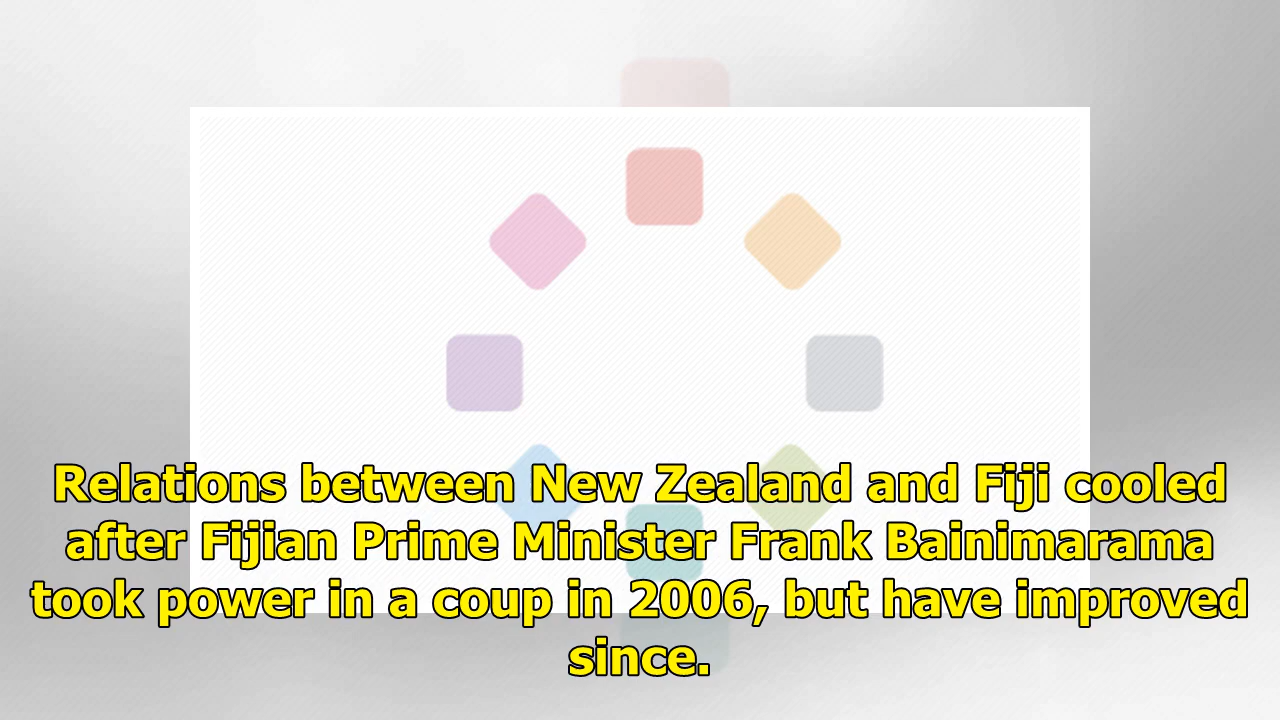 Relations between New Zealand and Fiji cooled
after Fijian Prime Minister Frank Bainimarama
took power in a coup in 2006, but have improved
since.